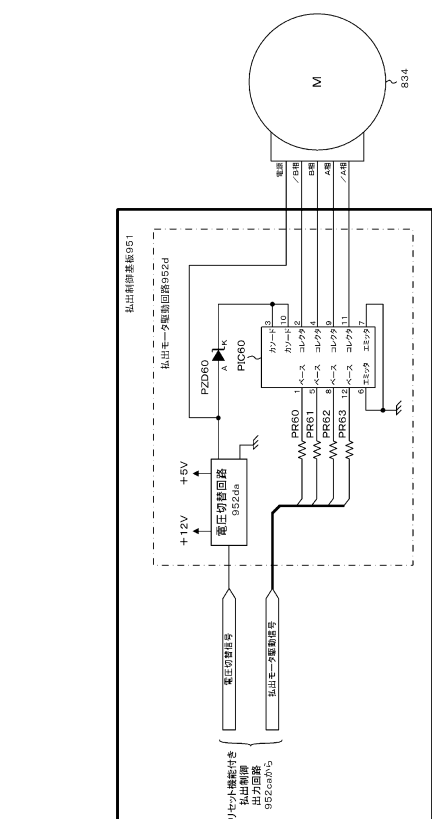 M
834
電源
／B相
B相
A相
／A相
払出制御基板951
払出モータ駆動回路952d
PZD60
A
K
PIC60
3
10
2
4
9
11
7
カソード
カソード
コレクタ
コレクタ
コレクタ
コレクタ
エミッタ
ベース
ベース
ベース
ベース
エミッタ
1
5
8
12
6
PR60
PR61
PR62
PR63
+5V
+12V
電圧切替回路
952da
電圧切替信号
払出モータ駆動信号
リセット機能付き
払出制御
出力回路
952caから